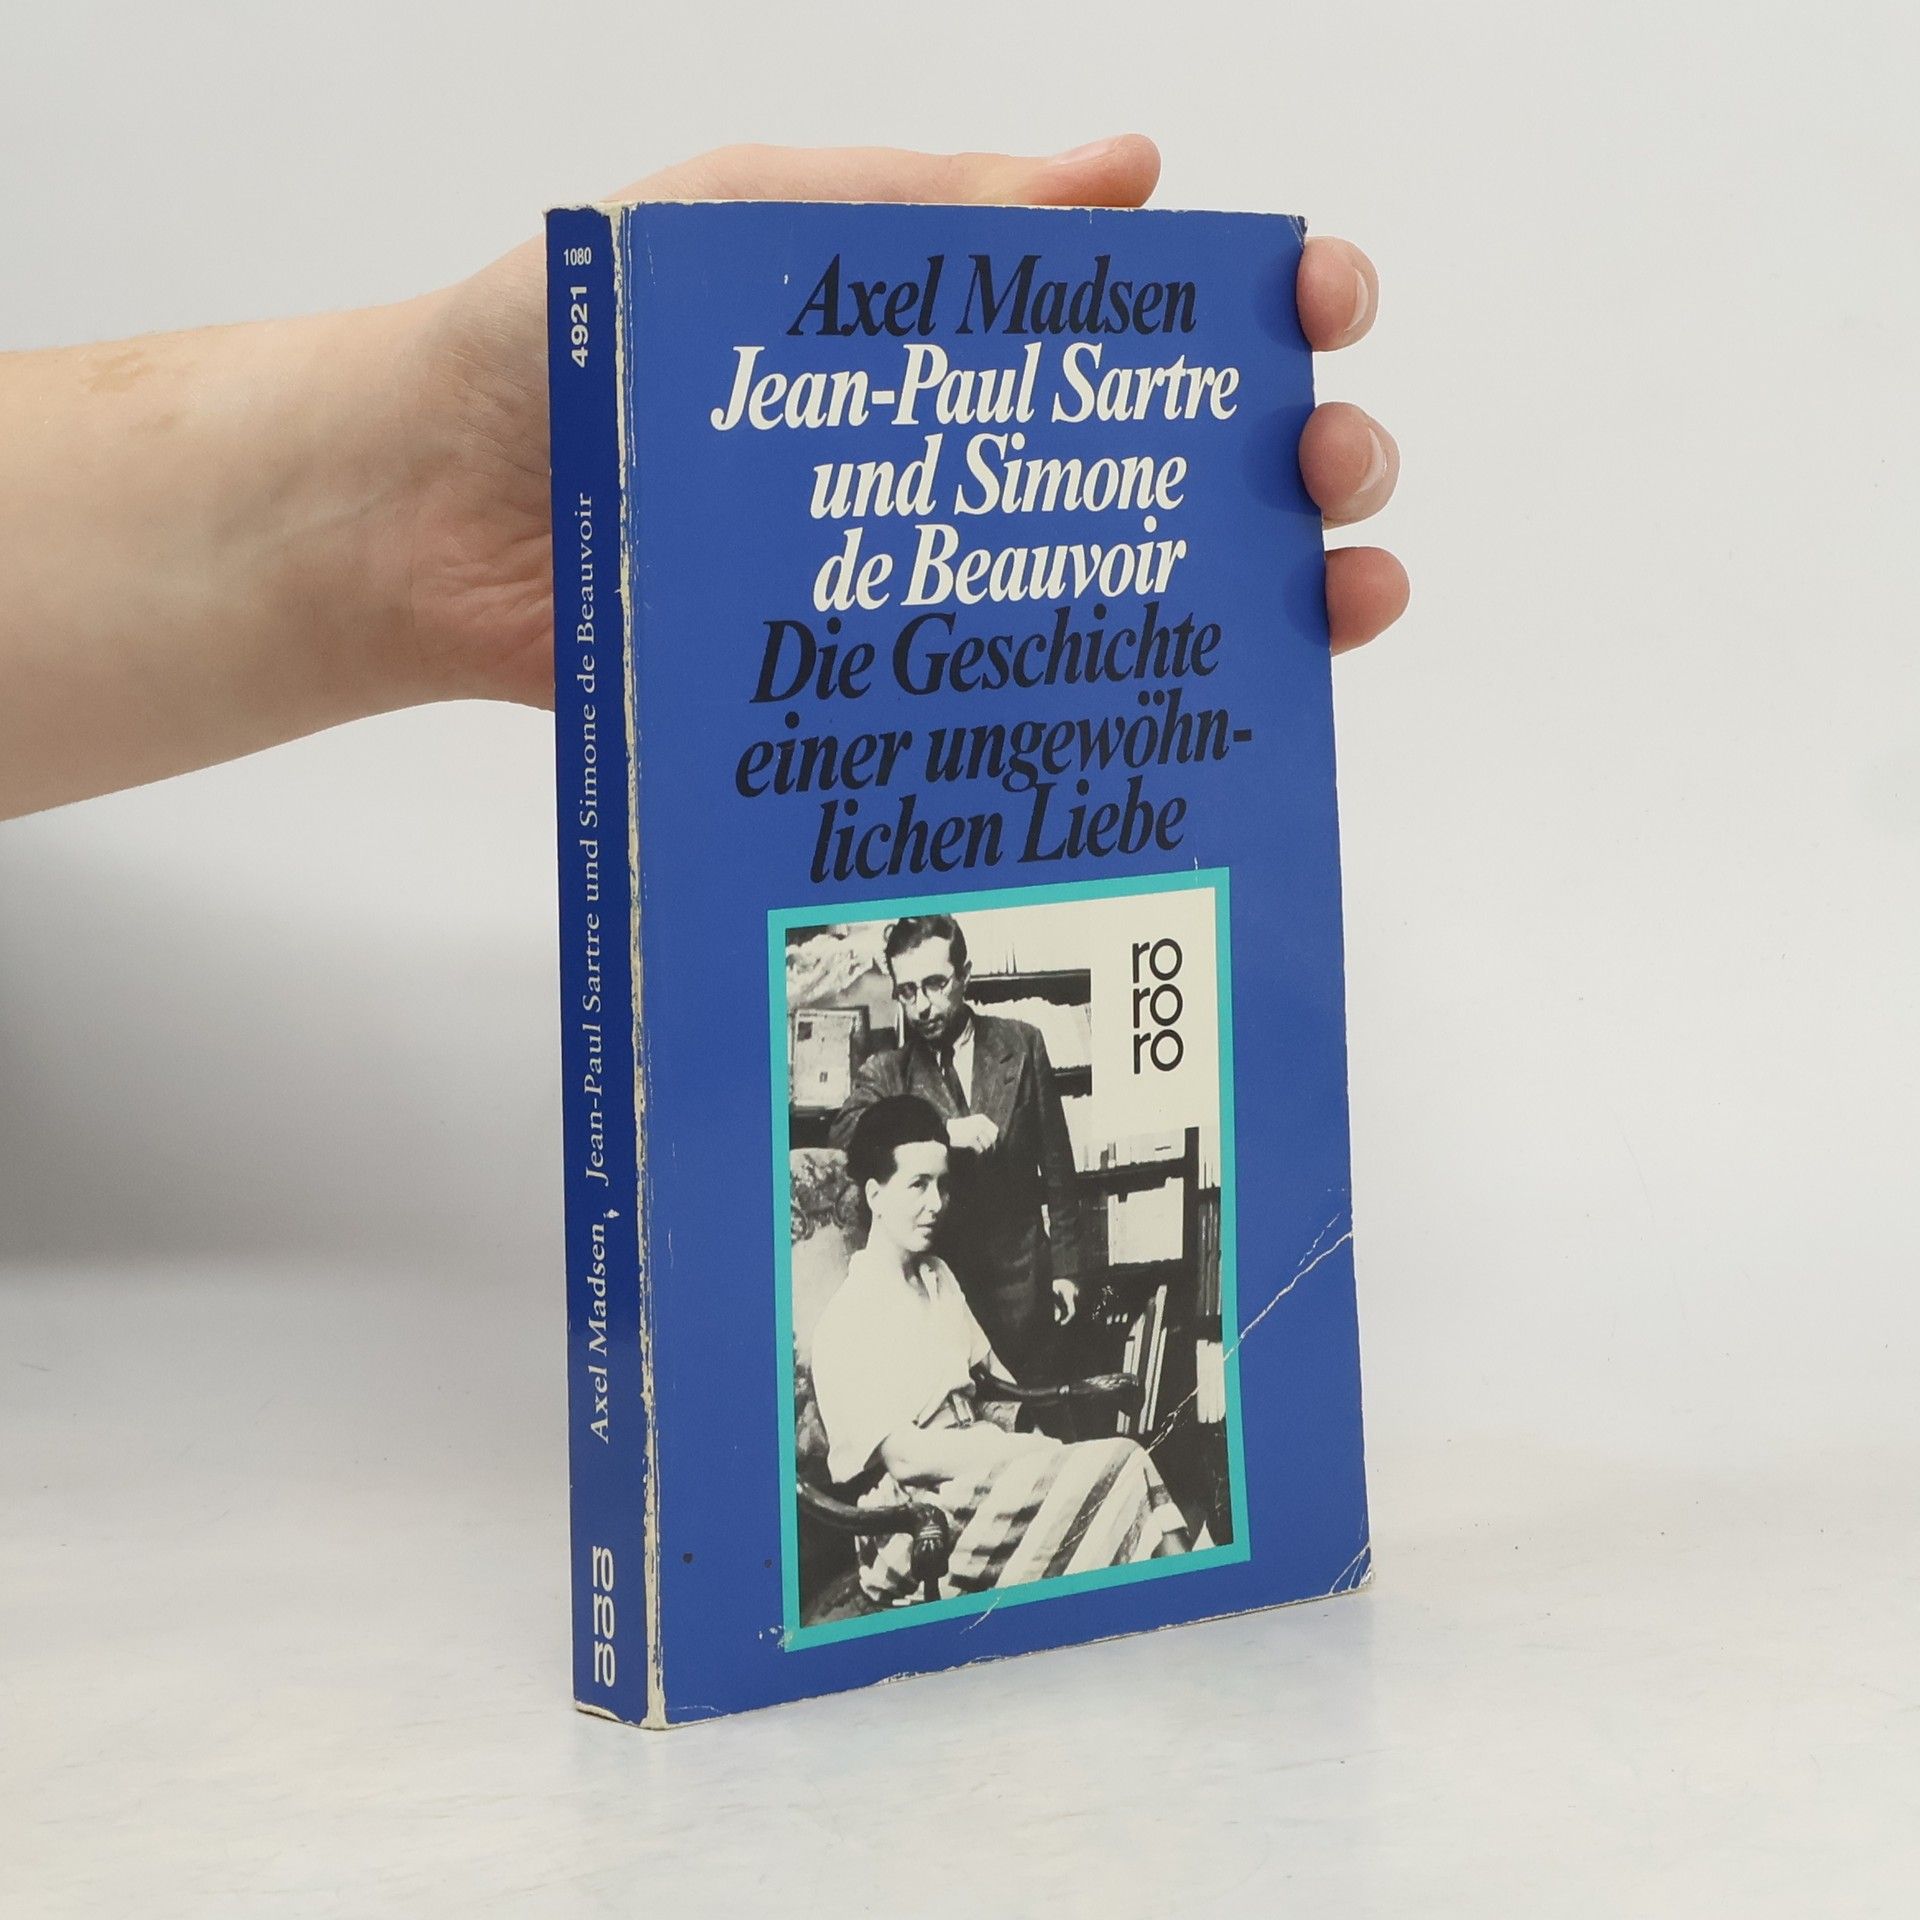 Axel Madsen
Jean-Paul Sartre
und Simone
de Beauvoir
Die Geschichte
einer ungewöhn-
lichen Liebe
ro
ro
ro
1080
4921
Axel Madsen, Jean-Paul Sartre und Simone de Beauvoir
ro
ro
ro